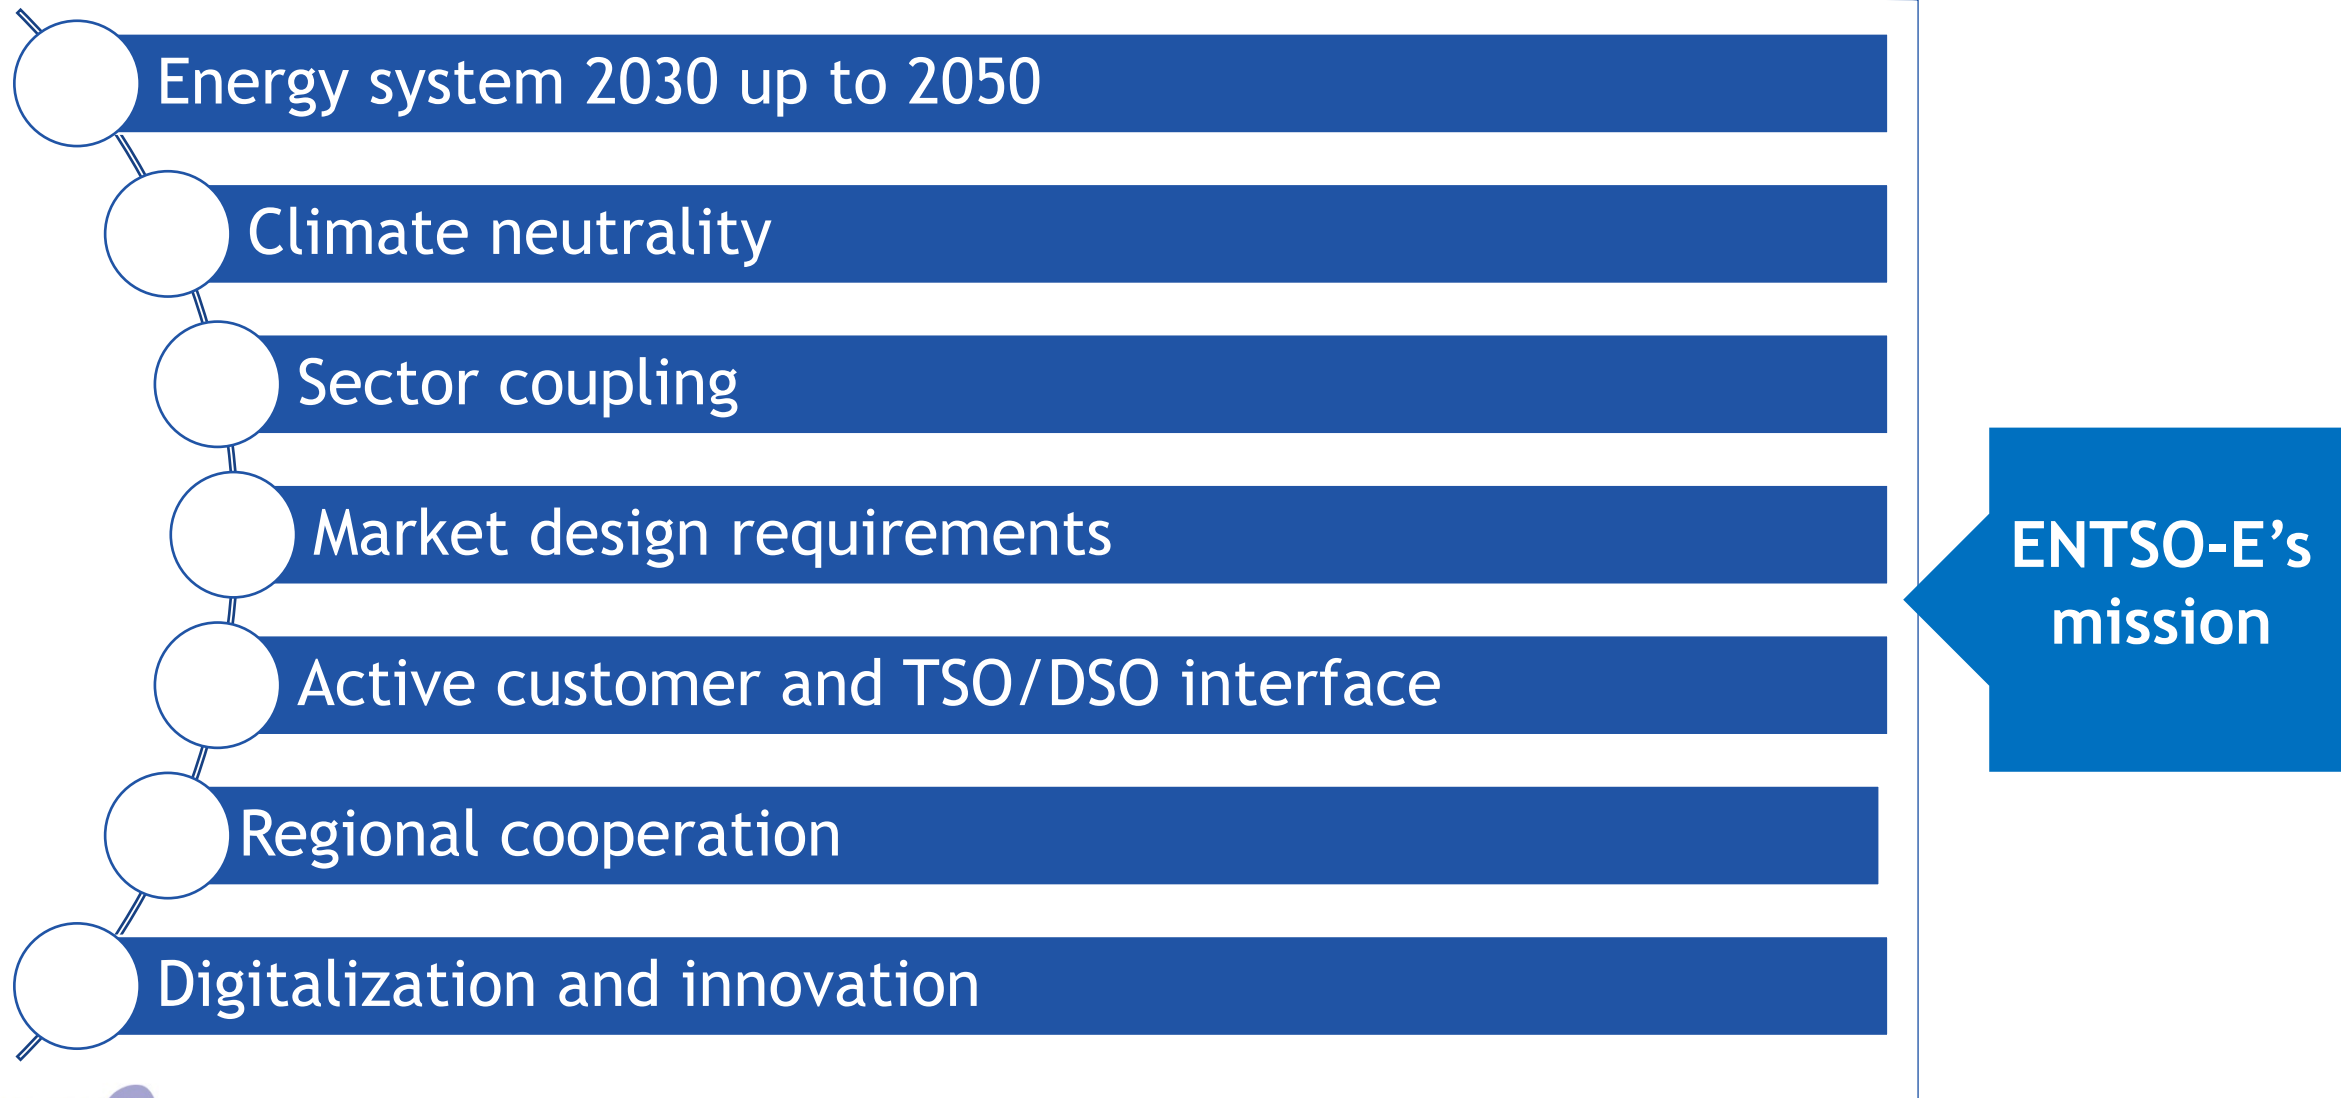 Energy system 2030 up to 2050
Climate neutrality
Sector coupling
Market design requirements
Active customer and TSO/DSO interface
Regional cooperation
Digitalization and innovation
ENTSO-E’s
mission